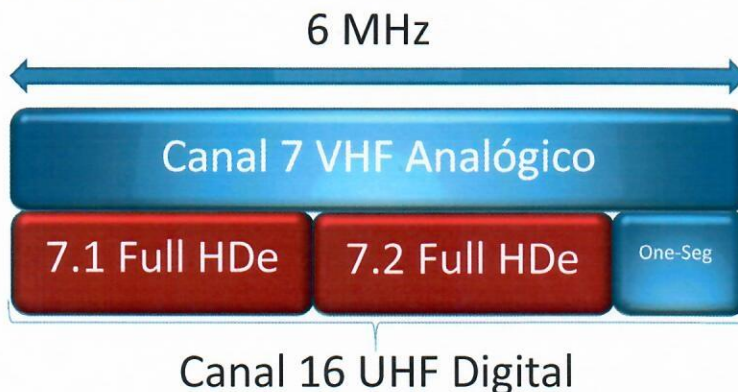 6 MHz
Canal 7 VHF Analógico
7.1 Full HDe 7.2 Full HDe One-Seg
Canal 16 UHF Digital